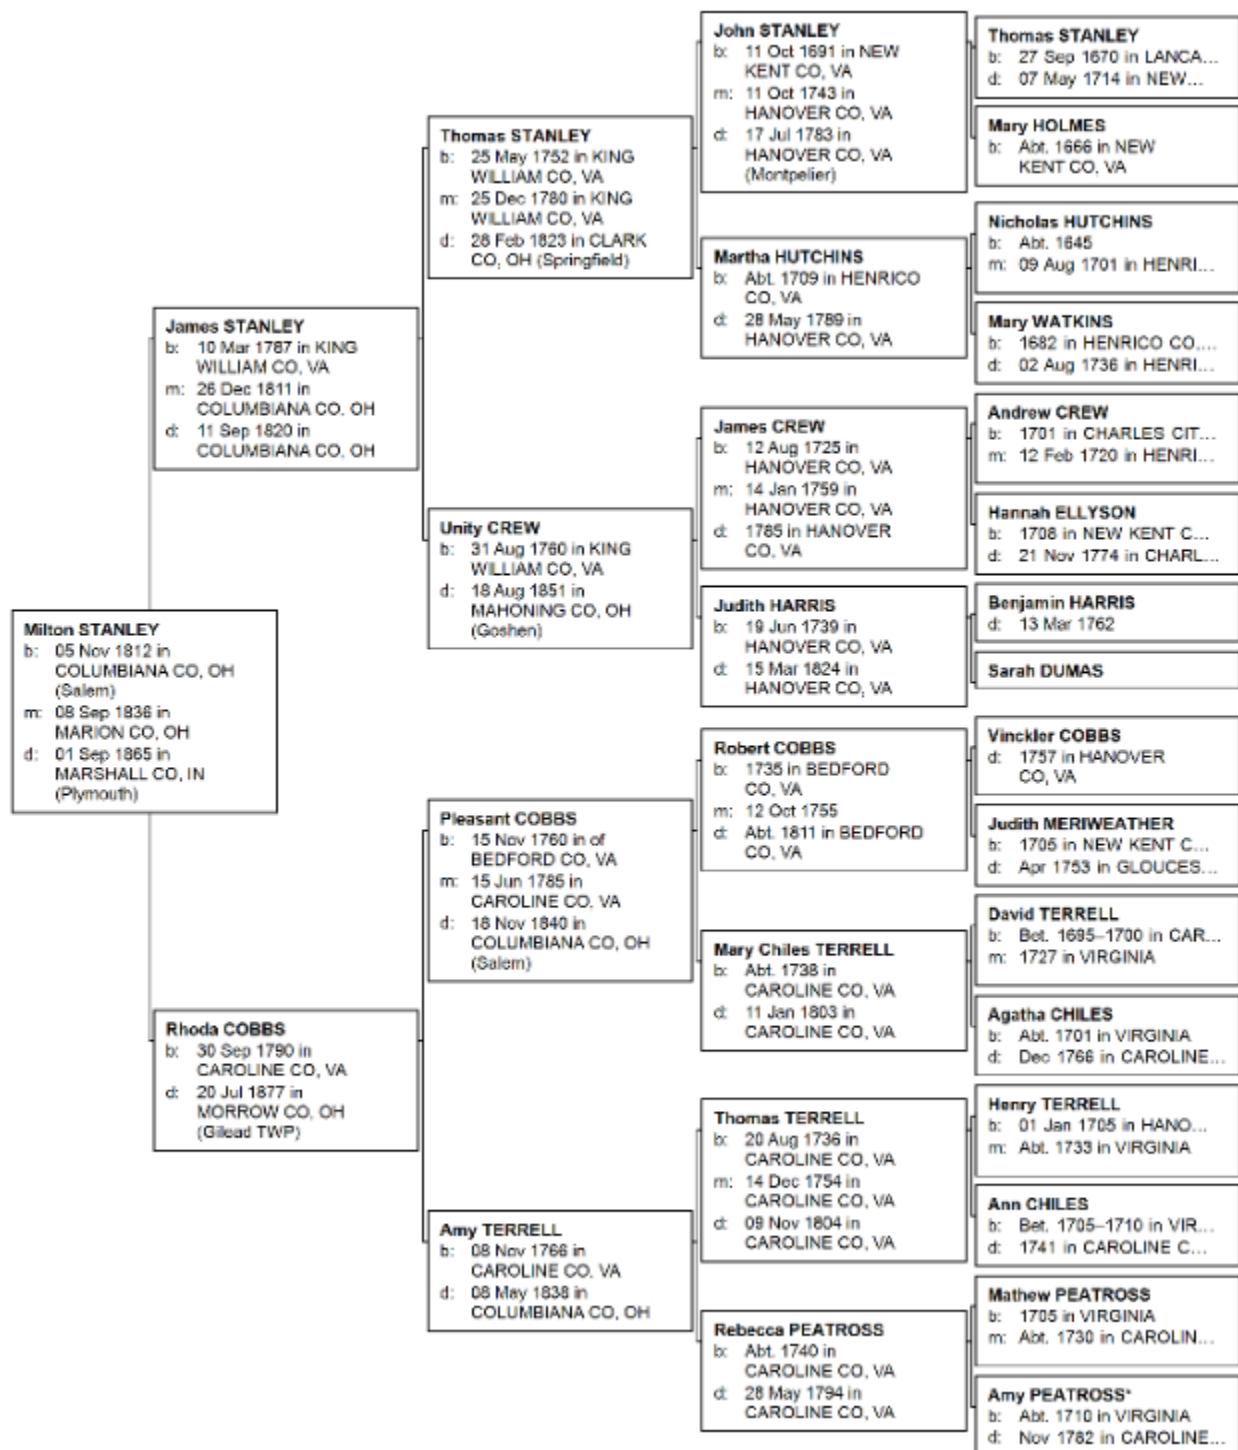 Milton STANLEY
b: 05 Nov 1812 in
COLUMBIANA CO, OH
(Salem)
m: 08 Sep 1836 in
MARION CO, OH
d: 01 Sep 1865 in
MARSHALL CO, IN
(Plymouth)
James STANLEY
b: 10 Mar 1787 in KING
WILLIAM CO, VA
m: 26 Dec 1811 in
COLUMBIANA CO, OH
d: 11 Sep 1820 in
COLUMBIANA CO, OH
Rhoda COBBS
b: 30 Sep 1790 in
CAROLINE CO, VA
d: 20 Jul 1877 in
MORROW CO, OH
(Gilead TWP)
Thomas STANLEY
b: 25 May 1752 in KING
WILLIAM CO, VA
m: 25 Dec 1780 in KING
WILLIAM CO, VA
d: 28 Feb 1823 in CLARK
CO, OH (Springfield)
Unity CREW
b: 31 Aug 1760 in KING
WILLIAM CO, VA
d: 18 Aug 1851 in
MAHONING CO, OH
(Goshen)
Pleasant COBBS
b: 15 Nov 1760 in of
BEDFORD CO, VA
m: 15 Jun 1785 in
CAROLINE CO, VA
d: 18 Nov 1840 in
COLUMBIANA CO, OH
(Salem)
Amy TERRELL
b: 08 Nov 1766 in
CAROLINE CO, VA
d: 08 May 1838 in
COLUMBIANA CO, OH
John STANLEY
b: 11 Oct 1691 in NEW
KENT CO, VA
m: 11 Oct 1743 in
HANOVER CO, VA
d: 17 Jul 1783 in
HANOVER CO, VA
(Montpelier)
Martha HUTCHINS
b: Abt. 1709 in HENRICO
CO, VA
d: 28 May 1789 in
HANOVER CO, VA
James CREW
b: 12 Aug 1725 in
HANOVER CO, VA
m: 14 Jan 1759 in
HANOVER CO, VA
d: 1785 in HANOVER
CO, VA
Judith HARRIS
b: 19 Jun 1739 in
HANOVER CO, VA
d: 15 Mar 1824 in
HANOVER CO, VA
Robert COBBS
b: 1735 in BEDFORD
CO, VA
m: 12 Oct 1755
d: Abt. 1811 in BEDFORD
CO, VA
Mary Chiles TERRELL
b: Abt. 1738 in
CAROLINE CO, VA
d: 11 Jan 1803 in
CAROLINE CO, VA
Thomas TERRELL
b: 20 Aug 1736 in
CAROLINE CO, VA
m: 14 Dec 1754 in
CAROLINE CO, VA
d: 09 Nov 1804 in
CAROLINE CO, VA
Rebecca PEATROSS
b: Abt. 1740 in
CAROLINE CO, VA
d: 28 May 1794 in
CAROLINE CO, VA
Thomas STANLEY
b: 27 Sep 1670 in LANCA...
d: 07 May 1714 in NEW...
Mary HOLMES
b: Abt. 1666 in NEW
KENT CO, VA
Nicholas HUTCHINS
b: Abt. 1645
m: 09 Aug 1701 in HENRI...
Mary WATKINS
b: 1682 in HENRICO CO,...
d: 02 Aug 1736 in HENRI...
Andrew CREW
b: 1701 in CHARLES CIT...
m: 12 Feb 1720 in HENRI...
Hannah ELLYSON
b: 1708 in NEW KENT C...
d: 21 Nov 1774 in CHARL...
Benjamin HARRIS
d: 13 Mar 1762
Sarah DUMAS
Vinckler COBBS
d: 1757 in HANOVER
CO, VA
Judith MERIWEATHER
b: 1705 in NEW KENT C...
d: Apr 1753 in GLOUCES...
David TERRELL
b: Bet. 1695–1700 in CAR...
m: 1727 in VIRGINIA
Agatha CHILES
b: Abt. 1701 in VIRGINIA
d: Dec 1766 in CAROLINE...
Henry TERRELL
b: 01 Jan 1705 in HANO...
m: Abt. 1733 in VIRGINIA
Ann CHILES
b: Bet. 1705–1710 in VIR...
d: 1741 in CAROLINE C...
Mathew PEATROSS
b: 1705 in VIRGINIA
m: Abt. 1730 in CAROLIN...
Amy PEATROSS*
b: Abt. 1710 in VIRGINIA
d: Nov 1782 in CAROLINE...